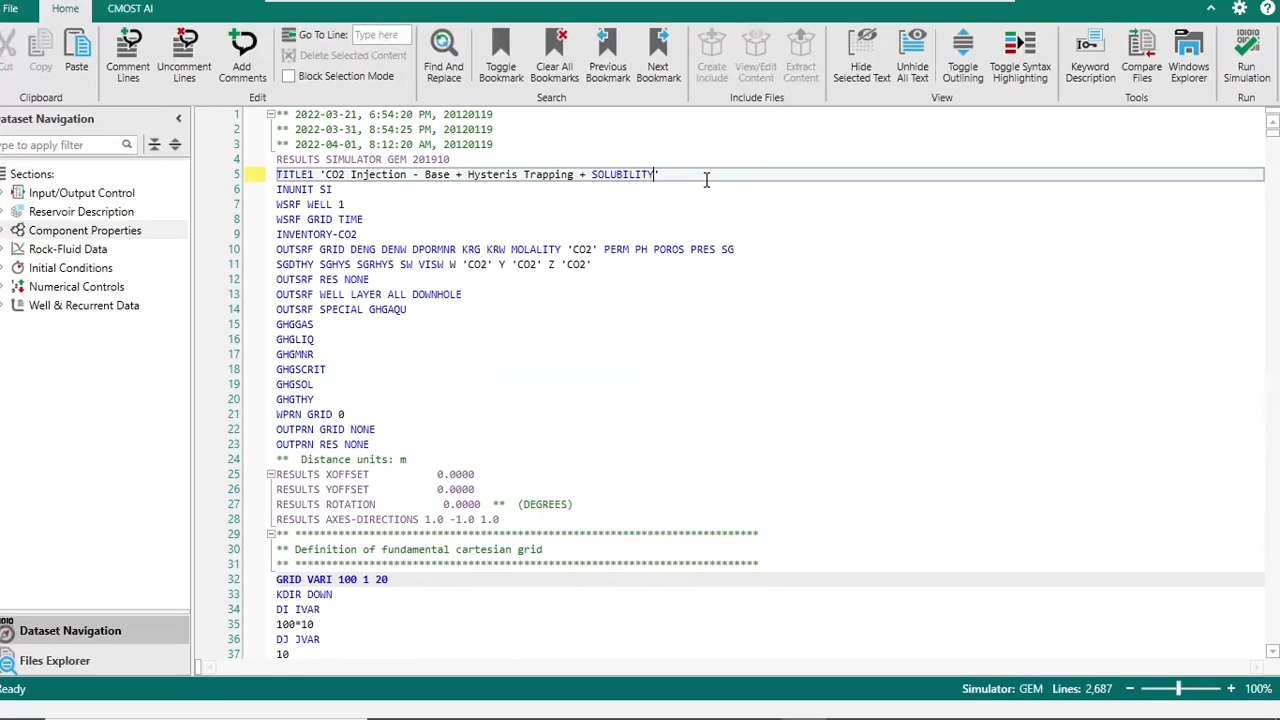 File Home CMOST AI
Cut Copy Paste
Clipboard
Comment Lines Uncomment Lines Add Comments
Go To Line: Type here
Delete Selected Content
Block Selection Mode
Edit
Find And Replace Toggle Bookmark Clear All Bookmarks Previous Bookmark Next Bookmark
Search
Create Include View/Edit Content Extract Content
Include Files
Hide Selected Text Unhide All Text Toggle Outlining Toggle Syntax Highlighting
View
Keyword Description Compare Files Windows Explorer
Tools
Run Simulation
Run
Dataset Navigation
Type to apply filter
Sections:
Input/Output Control
Reservoir Description
Component Properties
Rock-Fluid Data
Initial Conditions
Numerical Controls
Well & Recurrent Data
Dataset Navigation
Files Explorer
1 ** 2022-03-21, 6:54:20 PM, 20120119
2 ** 2022-03-31, 8:54:25 PM, 20120119
3 ** 2022-04-01, 8:12:20 AM, 20120119
4 RESULTS SIMULATOR GEM 201910
5 TITLE1 'CO2 Injection - Base + Hysteris Trapping + SOLUBILITY'
6 INUNIT SI
7 WSRF WELL 1
8 WSRF GRID TIME
9 INVENTORY-CO2
10 OUTSRF GRID DENG DENW DPORMNR KRG KRW MOLALITY 'CO2' PERM PH POROS PRES SG
11 SGDTHY SGHYS SGRHYS SW VISW W 'CO2' Y 'CO2' Z 'CO2'
12 OUTSRF RES NONE
13 OUTSRF WELL LAYER ALL DOWNHOLE
14 OUTSRF SPECIAL GHGAQU
15 GHGGAS
16 GHGLIQ
17 GHGMNR
18 GHGSCRIT
19 GHGSOL
20 GHGTHY
21 WPRN GRID 0
22 OUTPRN GRID NONE
23 OUTPRN RES NONE
24 ** Distance units: m
25 RESULTS XOFFSET 0.0000
26 RESULTS YOFFSET 0.0000
27 RESULTS ROTATION 0.0000 ** (DEGREES)
28 RESULTS AXES-DIRECTIONS 1.0 -1.0 1.0
29 ** ***************************************************************************
30 ** Definition of fundamental cartesian grid
31 ** ***************************************************************************
32 GRID VARI 100 1 20
33 KDIR DOWN
34 DI IVAR
35 100*10
36 DJ JVAR
37 10
Ready
Simulator: GEM Lines: 2,687 100%